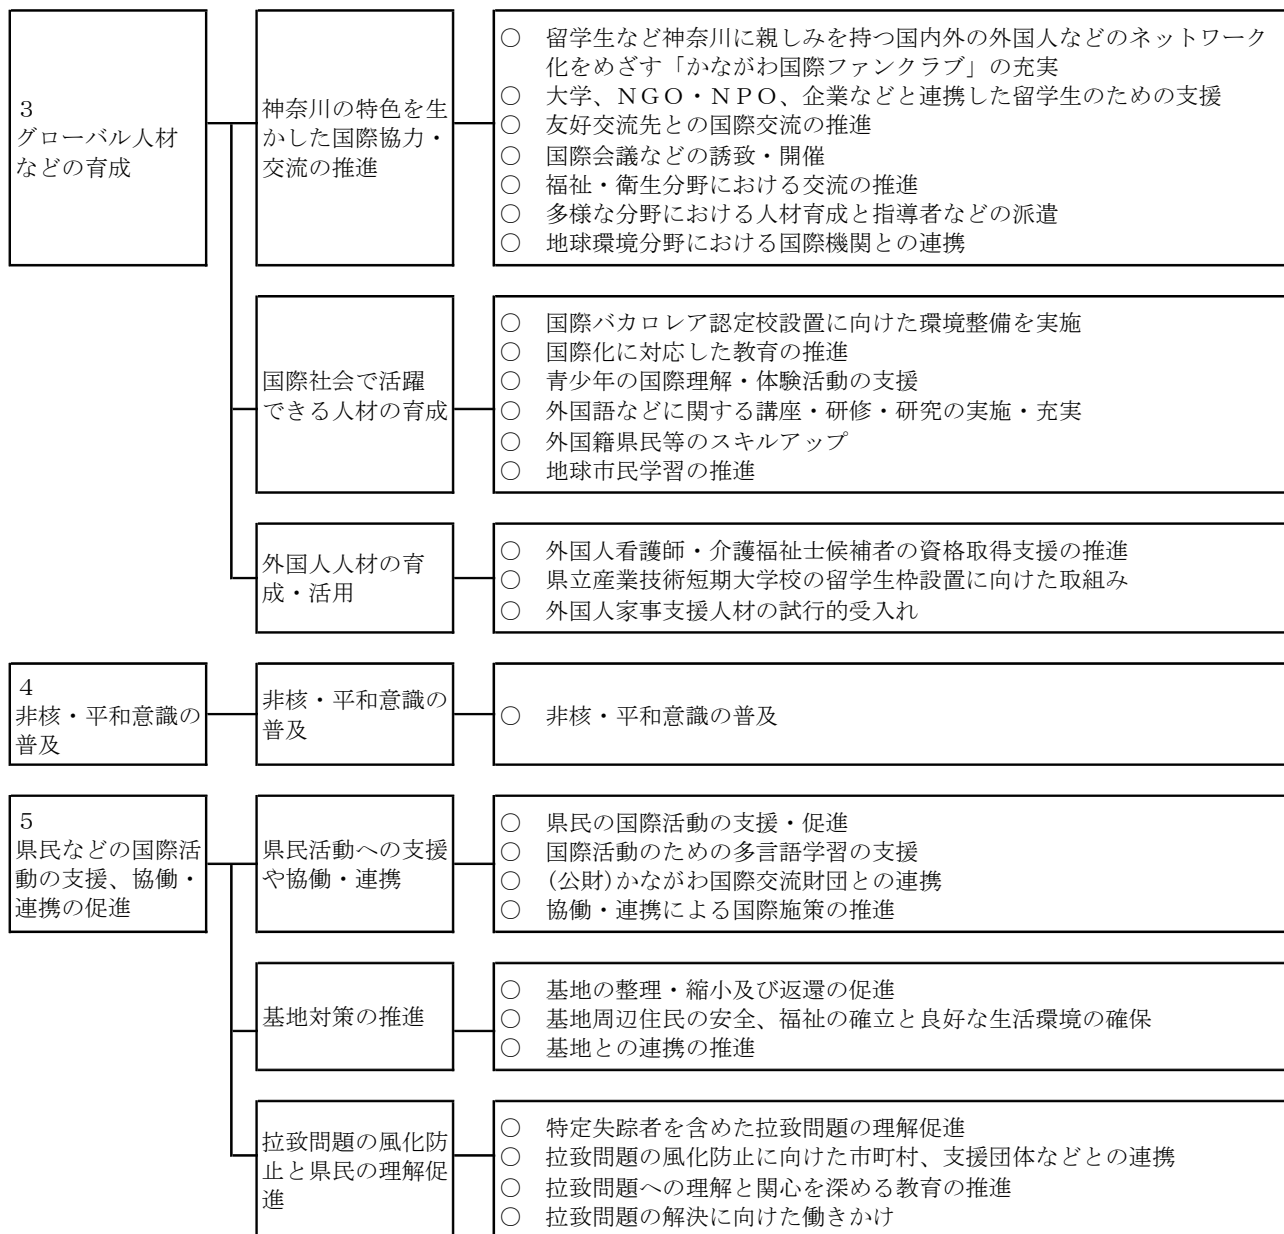 3
グローバル人材
などの育成
神奈川の特色を生
かした国際協力・
交流の推進
○ 留学生など神奈川に親しみを持つ国内外の外国人などのネットワーク
化をめざす「かながわ国際ファンクラブ」の充実
○ 大学、ＮＧＯ・ＮＰＯ、企業などと連携した留学生のための支援
○ 友好交流先との国際交流の推進
○ 国際会議などの誘致・開催
○ 福祉・衛生分野における交流の推進
○ 多様な分野における人材育成と指導者などの派遣
○ 地球環境分野における国際機関との連携
国際社会で活躍
できる人材の育成
○ 国際バカロレア認定校設置に向けた環境整備を実施
○ 国際化に対応した教育の推進
○ 青少年の国際理解・体験活動の支援
○ 外国語などに関する講座・研修・研究の実施・充実
○ 外国籍県民等のスキルアップ
○ 地球市民学習の推進
外国人人材の育
成・活用
○ 外国人看護師・介護福祉士候補者の資格取得支援の推進
○ 県立産業技術短期大学校の留学生枠設置に向けた取組み
○ 外国人家事支援人材の試行的受入れ
4
非核・平和意識の
普及
非核・平和意識の
普及
○ 非核・平和意識の普及
5
県民などの国際活
動の支援、協働・
連携の促進
県民活動への支援
や協働・連携
○ 県民の国際活動の支援・促進
○ 国際活動のための多言語学習の支援
○ (公財)かながわ国際交流財団との連携
○ 協働・連携による国際施策の推進
基地対策の推進
○ 基地の整理・縮小及び返還の促進
○ 基地周辺住民の安全、福祉の確立と良好な生活環境の確保
○ 基地との連携の推進
拉致問題の風化防
止と県民の理解促
進
○ 特定失踪者を含めた拉致問題の理解促進
○ 拉致問題の風化防止に向けた市町村、支援団体などとの連携
○ 拉致問題への理解と関心を深める教育の推進
○ 拉致問題の解決に向けた働きかけ